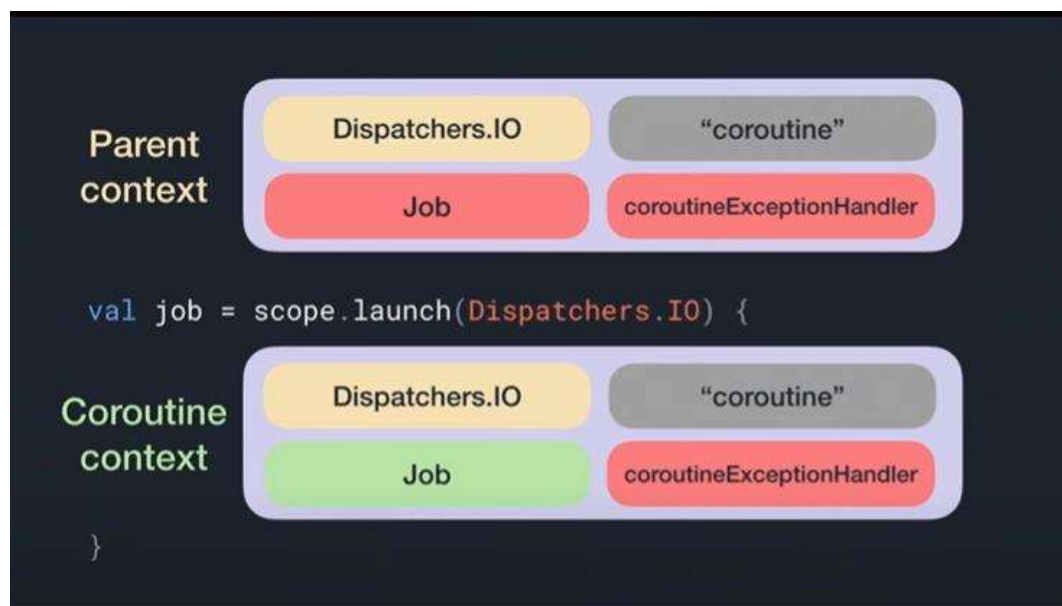 Parent
context
Dispatchers.IO
“coroutine”
Job
coroutineExceptionHandler
val job = scope.launch(Dispatchers.IO) {
Coroutine
context
Dispatchers.IO
“coroutine”
Job
coroutineExceptionHandler
}